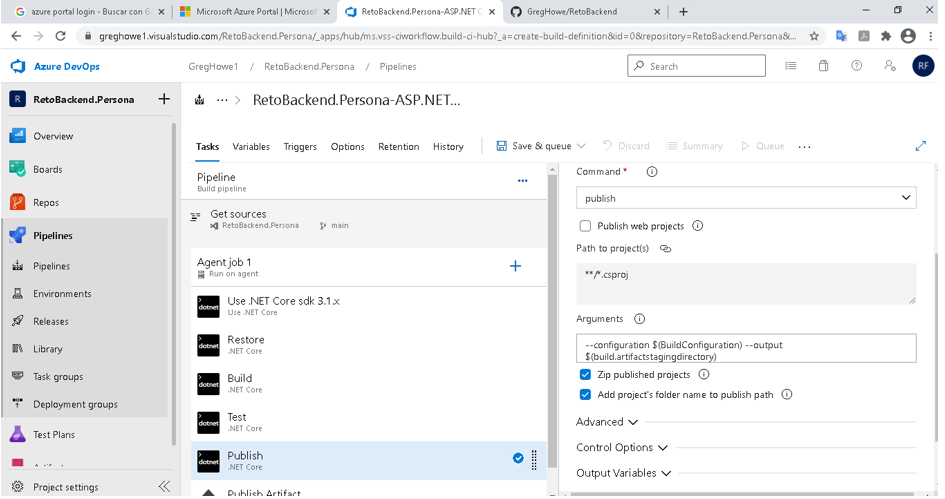 azure portal login - Buscar con Go
Microsoft Azure Portal | Microsof
RetoBackend.Persona-ASP.NET C
GregHowe/RetoBackend
greghowe1.visualstudio.com/RetoBackend.Persona/_apps/hub/ms.vss-ciworkflow.build-ci-hub?_a=create-build-definition&id=0&repository=RetoBackend.Persona&...
Azure DevOps
GregHowe1 / RetoBackend.Persona / Pipelines
Search
RF
R
RetoBackend.Persona
Overview
Boards
Repos
Pipelines
Pipelines
Environments
Releases
Library
Task groups
Deployment groups
Test Plans
Project settings
... > RetoBackend.Persona-ASP.NET...
Tasks Variables Triggers Options Retention History Save & queue Discard Summary Queue ...
Pipeline
Build pipeline
Get sources
RetoBackend.Persona main
Agent job 1
Run on agent
dotnet
Use .NET Core sdk 3.1.x
Use .NET Core
dotnet
Restore
.NET Core
dotnet
Build
.NET Core
dotnet
Test
.NET Core
dotnet
Publish
.NET Core
Publish Artifact
Command *
publish
Publish web projects
Path to project(s)
**/*.csproj
Arguments
--configuration $(BuildConfiguration) --output
$(build.artifactstagingdirectory)
Zip published projects
Add project's folder name to publish path
Advanced
Control Options
Output Variables